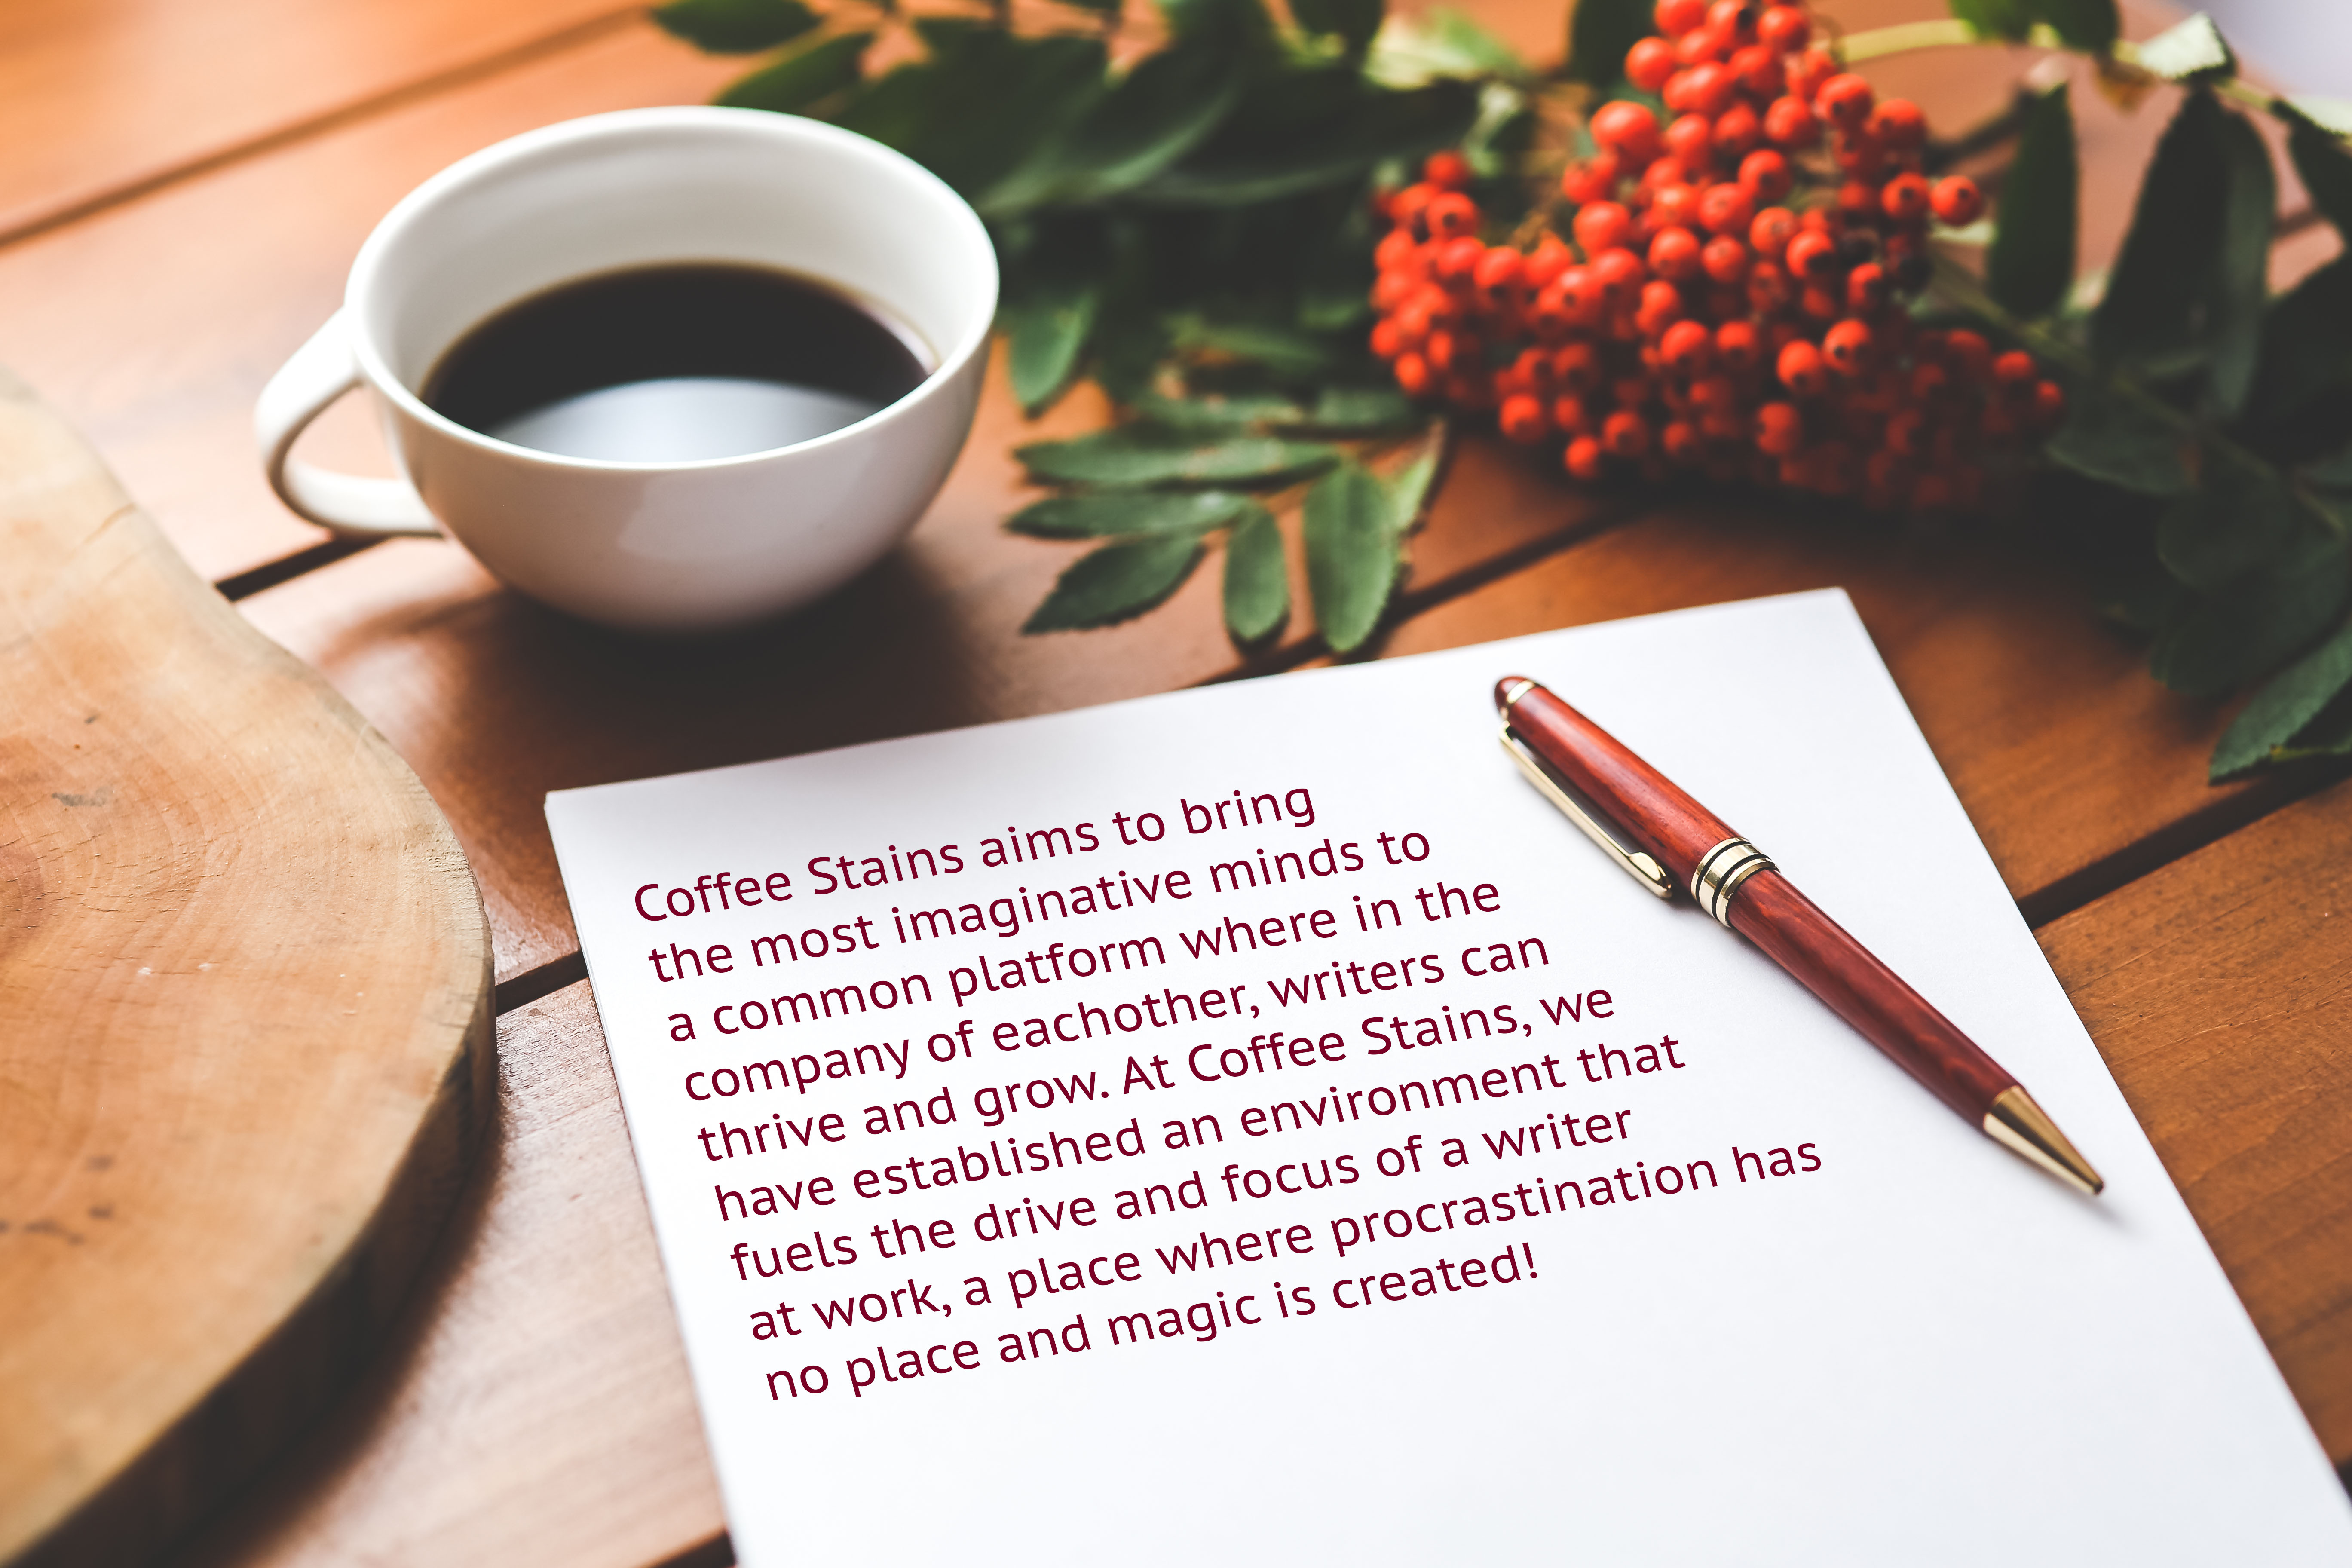 Coffee Stains aims to bring
the most imaginative minds to
a common platform where in the
company of eachother, writers can
thrive and grow. At Coffee Stains, we
have established an environment that
fuels the drive and focus of a writer
at work, a place where procrastination has
no place and magic is created!